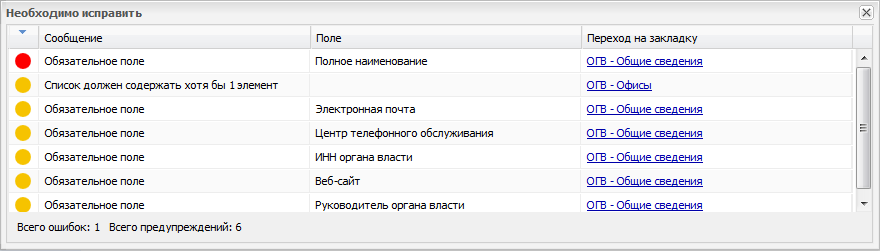 Необходимо исправить
Сообщение Поле Переход на закладку
Обязательное поле Полное наименование ОГВ - Общие сведения
Список должен содержать хотя бы 1 элемент ОГВ - Офисы
Обязательное поле Электронная почта ОГВ - Общие сведения
Обязательное поле Центр телефонного обслуживания ОГВ - Общие сведения
Обязательное поле ИНН органа власти ОГВ - Общие сведения
Обязательное поле Веб-сайт ОГВ - Общие сведения
Обязательное поле Руководитель органа власти ОГВ - Общие сведения
Всего ошибок: 1 Всего предупреждений: 6